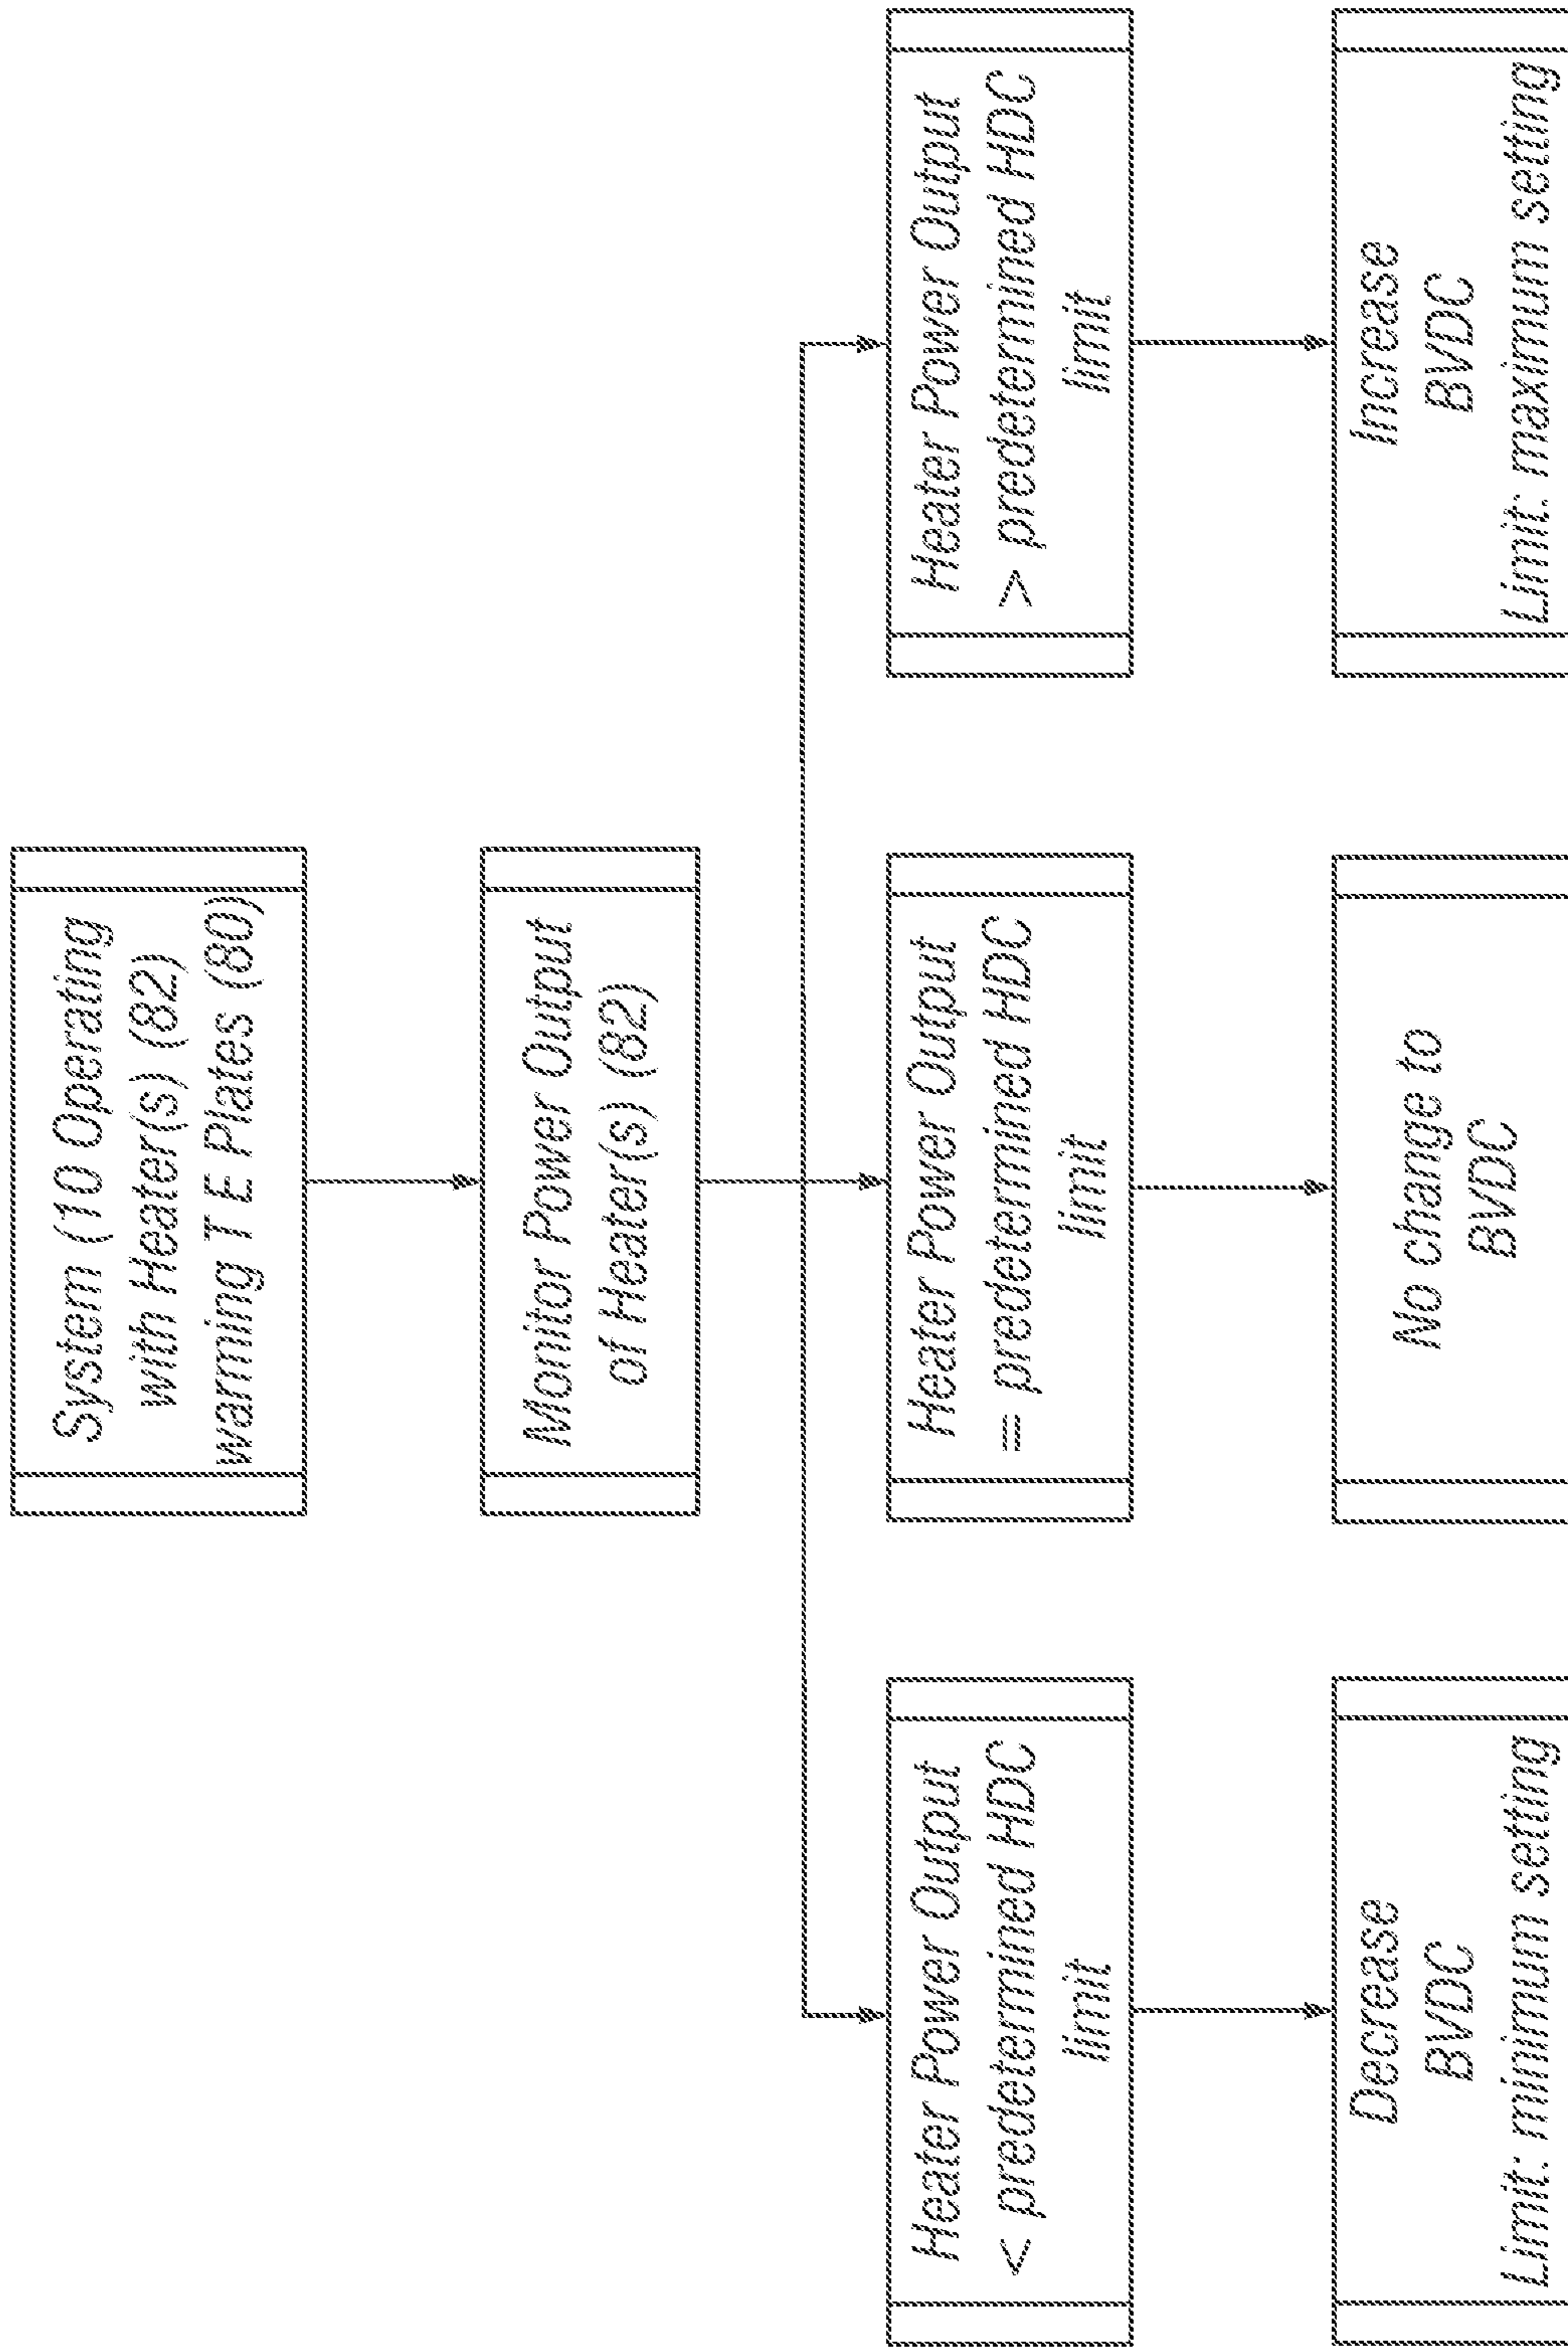 System (10 Operating
with Heater(s) (82)
warming T E Plates (80)
Monitor Power Output
of Heater(s) (82)
Heater Power Output
< predetermined HDC
limit
Heater Power Output
= predetermined HDC
limit
Heater Power Output
> predetermined HDC
limit
Decrease
BVDC
Limit: minimum setting
No change to
BVDC
Increase
BVDC
Limit: maximum setting